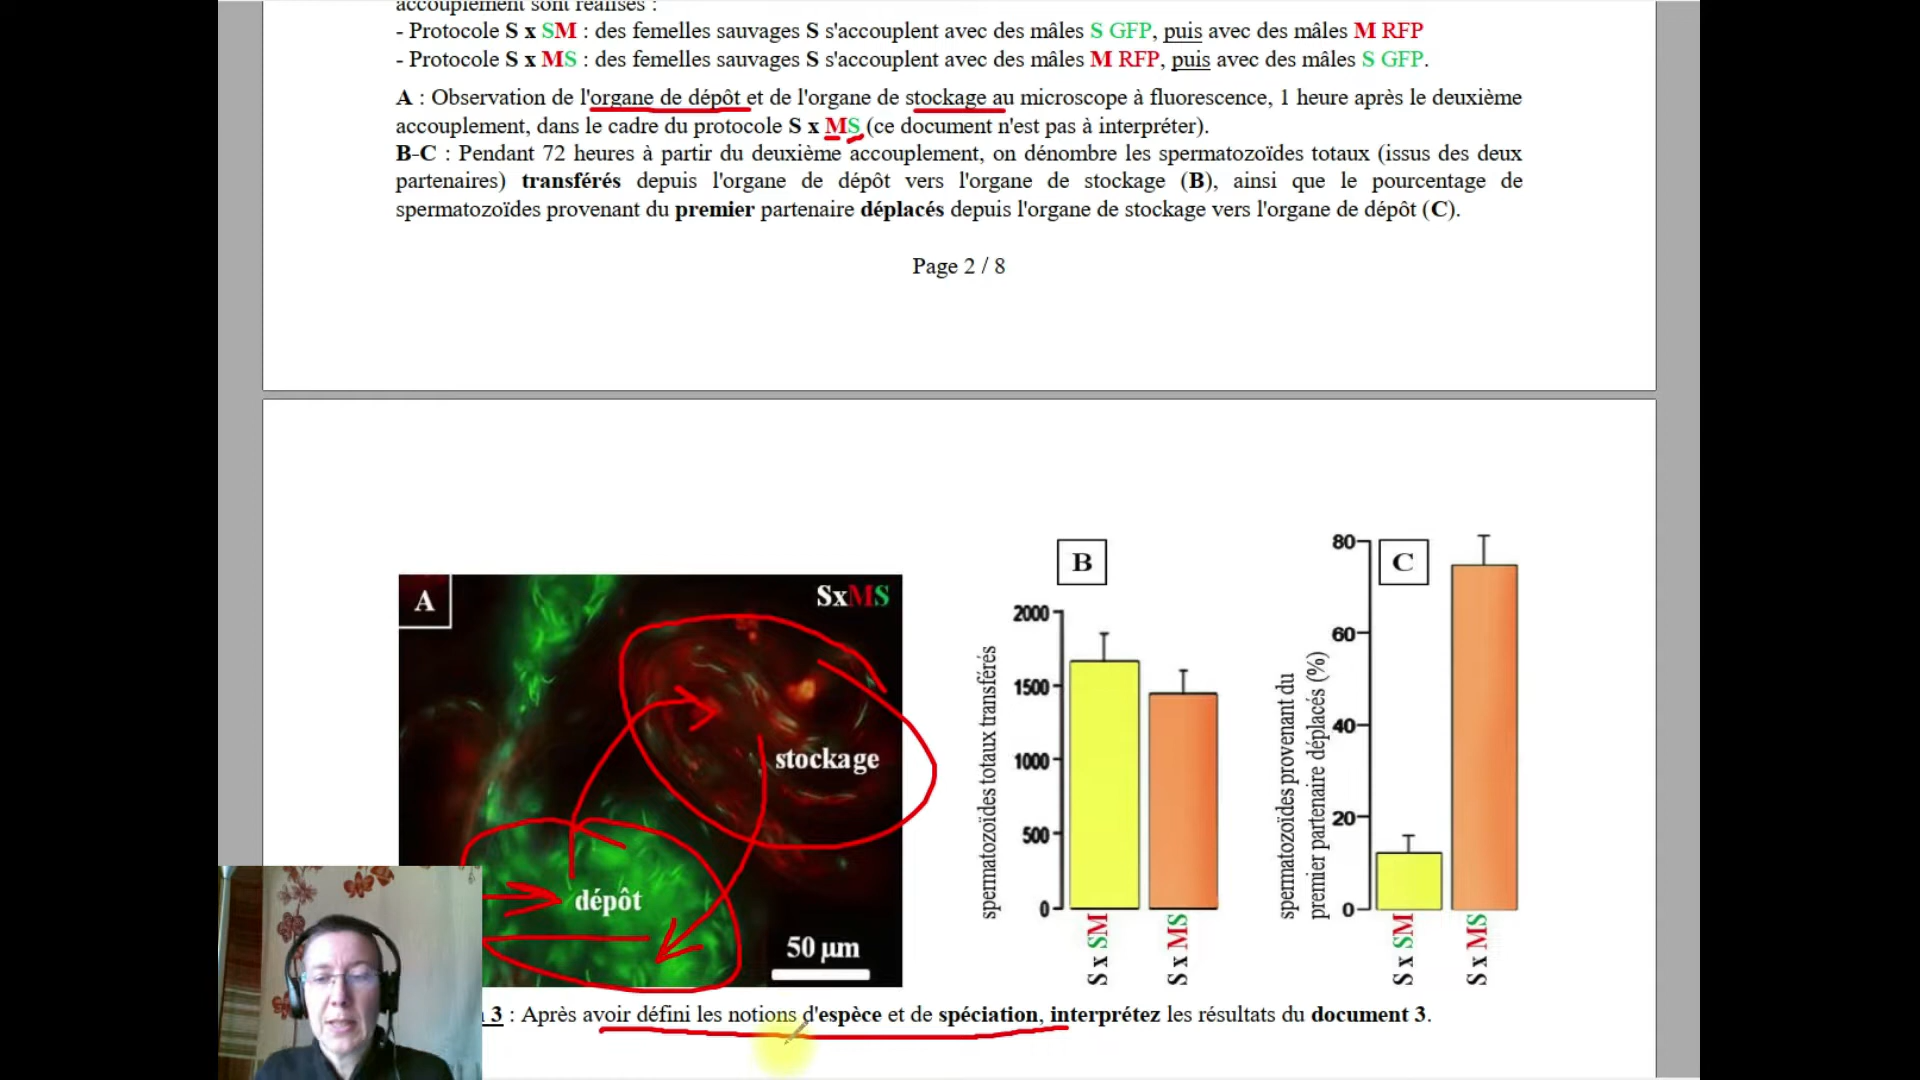 accouplement sont réalisés :
- Protocole S x SM : des femelles sauvages S s'accouplent avec des mâles S GFP, puis avec des mâles M RFP
- Protocole S x MS : des femelles sauvages S s'accouplent avec des mâles M RFP, puis avec des mâles S GFP.
A : Observation de l'organe de dépôt et de l'organe de stockage au microscope à fluorescence, 1 heure après le deuxième
accouplement, dans le cadre du protocole S x MS (ce document n'est pas à interpréter).
B-C : Pendant 72 heures à partir du deuxième accouplement, on dénombre les spermatozoïdes totaux (issus des deux
partenaires) transférés depuis l'organe de dépôt vers l'organe de stockage (B), ainsi que le pourcentage de
spermatozoïdes provenant du premier partenaire déplacés depuis l'organe de stockage vers l'organe de dépôt (C).
Page 2 / 8
A
SxMS
stockage
dépôt
50 µm
B
spermatozoïdes totaux transférés
2000
1500
1000
500
0
S x SM
S x MS
C
spermatozoïdes provenant du
premier partenaire déplacés (%)
80
60
40
20
0
S x SM
S x MS
3 : Après avoir défini les notions d'espèce et de spéciation, interprétez les résultats du document 3.